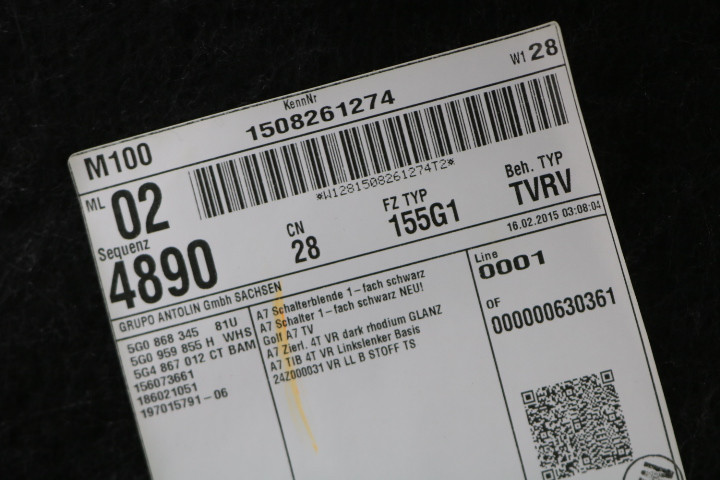 W1 28
KennNr
M100 1508261274
*W1281508261274T2*
ML 02
CN 28
FZ TYP 155G1
Beh. TYP TVRV
Sequenz
4890
16.02.2015 03:08:04
GRUPO ANTOLIN GmbH SACHSEN
5G0 868 345 81U
5G0 959 855 H WHS
5G4 867 012 CT BAM
156073661
186021051
197015791-06
A7 Schalterblende 1-fach schwarz
A7 Schalter 1-fach schwarz NEU!
Golf A7 TV
A7 Zierl. 4T VR dark rhodium GLANZ
A7 TIB 4T VR Linkslenker Basis
24Z000031 VR LL B STOFF TS
Line
0001
OF
000000630361